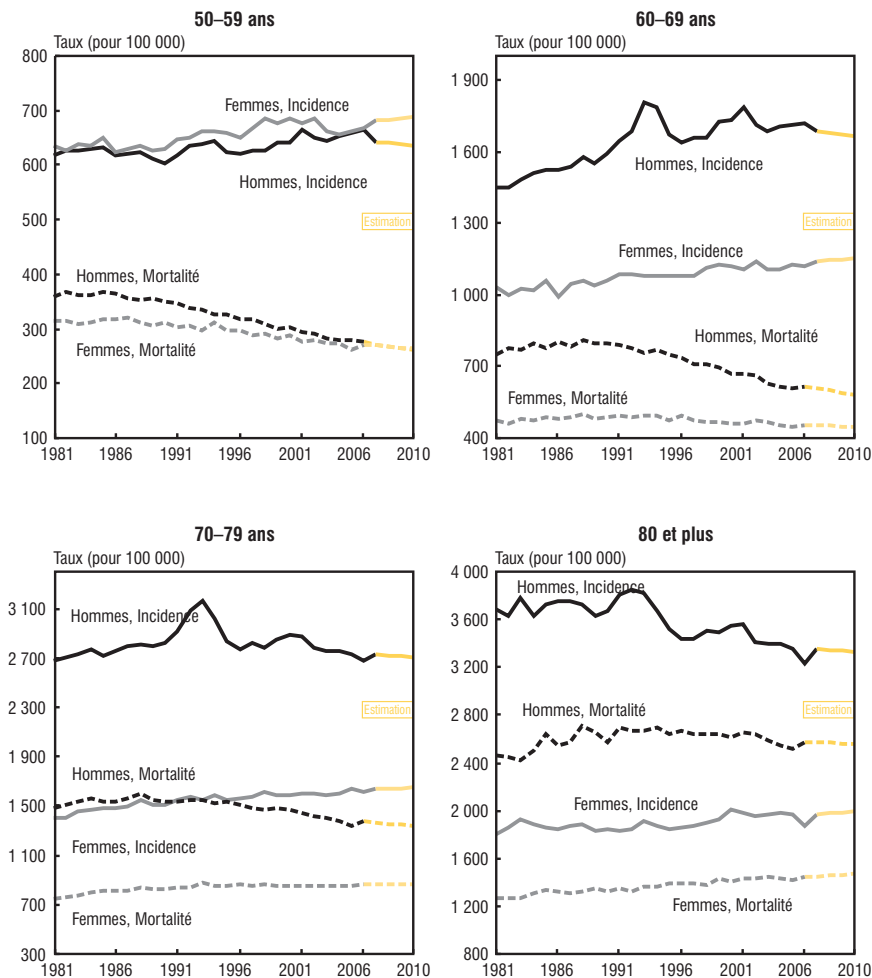 50–59 ans
Taux (pour 100 000)
800
700
600
500
400
300
200
100
Femmes, Incidence
Hommes, Incidence
Estimation
Hommes, Mortalité
Femmes, Mortalité
1981 1986 1991 1996 2001 2006 2010
60–69 ans
Taux (pour 100 000)
1 900
1 600
1 300
1 000
700
400
Hommes, Incidence
Estimation
Femmes, Incidence
Hommes, Mortalité
Femmes, Mortalité
1981 1986 1991 1996 2001 2006 2010
70–79 ans
Taux (pour 100 000)
3 100
2 700
2 300
1 900
1 500
1 100
700
300
Hommes, Incidence
Estimation
Hommes, Mortalité
Femmes, Incidence
Femmes, Mortalité
1981 1986 1991 1996 2001 2006 2010
80 et plus
Taux (pour 100 000)
4 000
3 600
3 200
2 800
2 400
2 000
1 600
1 200
800
Hommes, Incidence
Hommes, Mortalité
Estimation
Femmes, Incidence
Femmes, Mortalité
1981 1986 1991 1996 2001 2006 2010